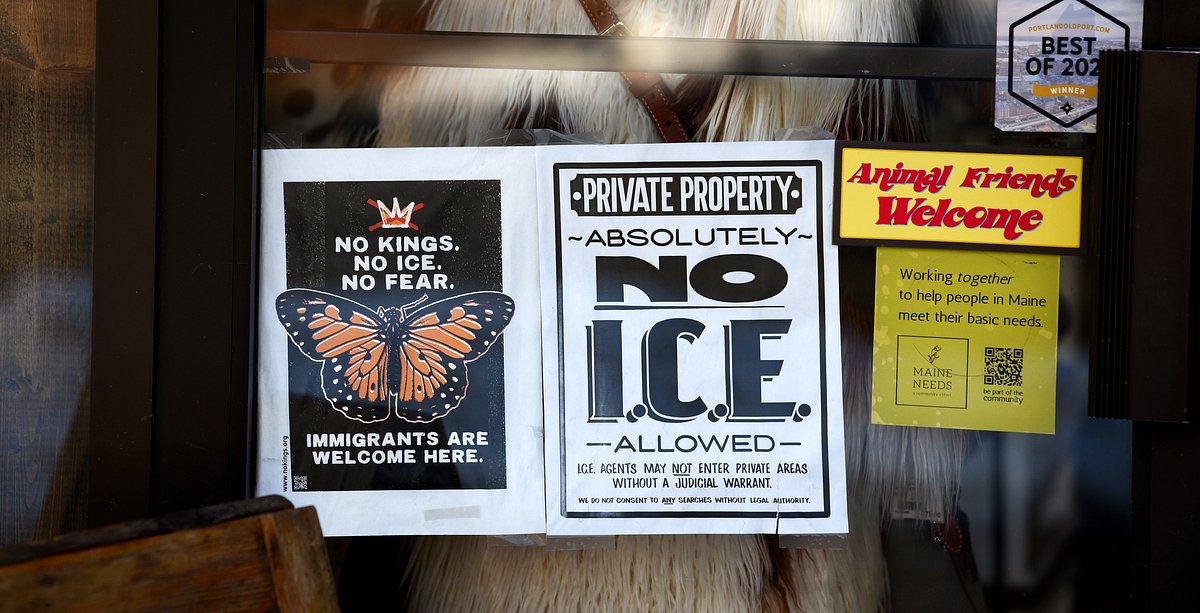 NO KINGS.
NO ICE.
NO FEAR.
IMMIGRANTS ARE
WELCOME HERE.
www.nokings.org
PRIVATE PROPERTY
~ABSOLUTELY~
NO
I.C.E.
—ALLOWED—
I.C.E. AGENTS MAY NOT ENTER PRIVATE AREAS
WITHOUT A JUDICIAL WARRANT.
WE DO NOT CONSENT TO ANY SEARCHES WITHOUT LEGAL AUTHORITY.
PORTLANDOLDPORT.COM
BEST
OF 202
WINNER
Animal Friends
Welcome
Working together
to help people in Maine
meet their basic needs.
MAINE
NEEDS
a community effort
be part of the
community